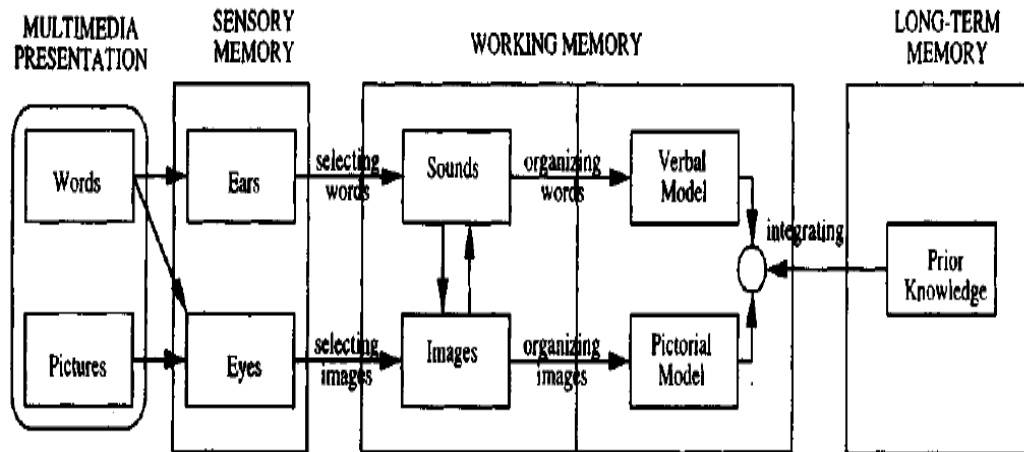 MULTIMEDIA
PRESENTATION
SENSORY
MEMORY
WORKING MEMORY
LONG-TERM
MEMORY
Words
Ears
selecting
words
Sounds
organizing
words
Verbal
Model
integrating
Prior
Knowledge
Pictures
Eyes
selecting
images
Images
organizing
images
Pictorial
Model